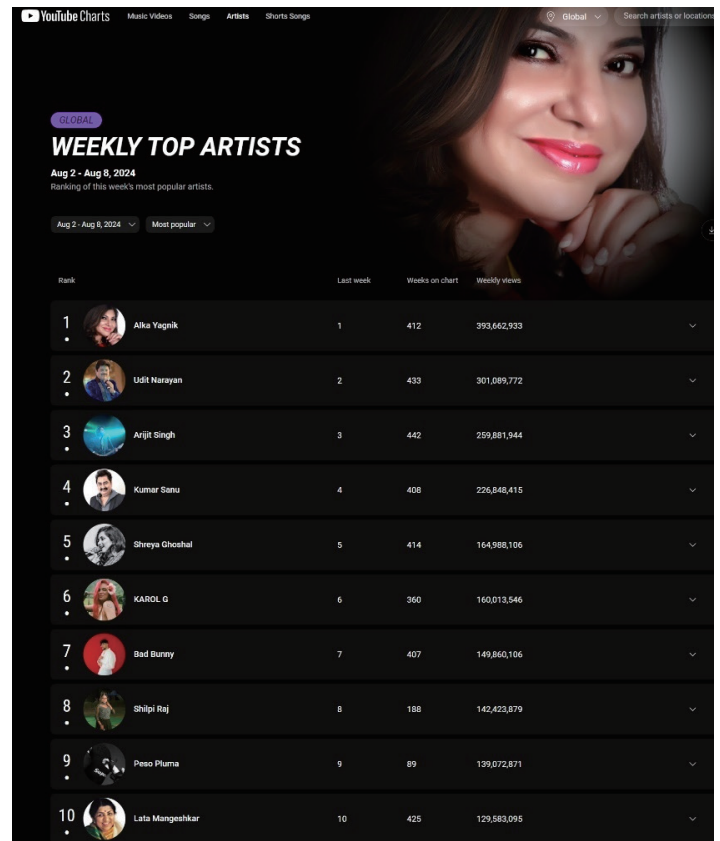 YouTube Charts Music Videos Songs Artists Shorts Songs Global Search artists or locations
GLOBAL
WEEKLY TOP ARTISTS
Aug 2 - Aug 8, 2024
Ranking of this week's most popular artists.
Aug 2 - Aug 8, 2024 Most popular
Rank Last week Weeks on chart Weekly views
1 Alka Yagnik 1 412 393,662,933
2 Udit Narayan 2 433 301,089,772
3 Arijit Singh 3 442 259,881,944
4 Kumar Sanu 4 408 226,848,415
5 Shreya Ghoshal 5 414 164,988,106
6 KAROL G 6 360 160,013,546
7 Bad Bunny 7 407 149,860,106
8 Shilpi Raj 8 188 142,423,879
9 Peso Pluma 9 89 139,072,871
10 Lata Mangeshkar 10 425 129,583,095